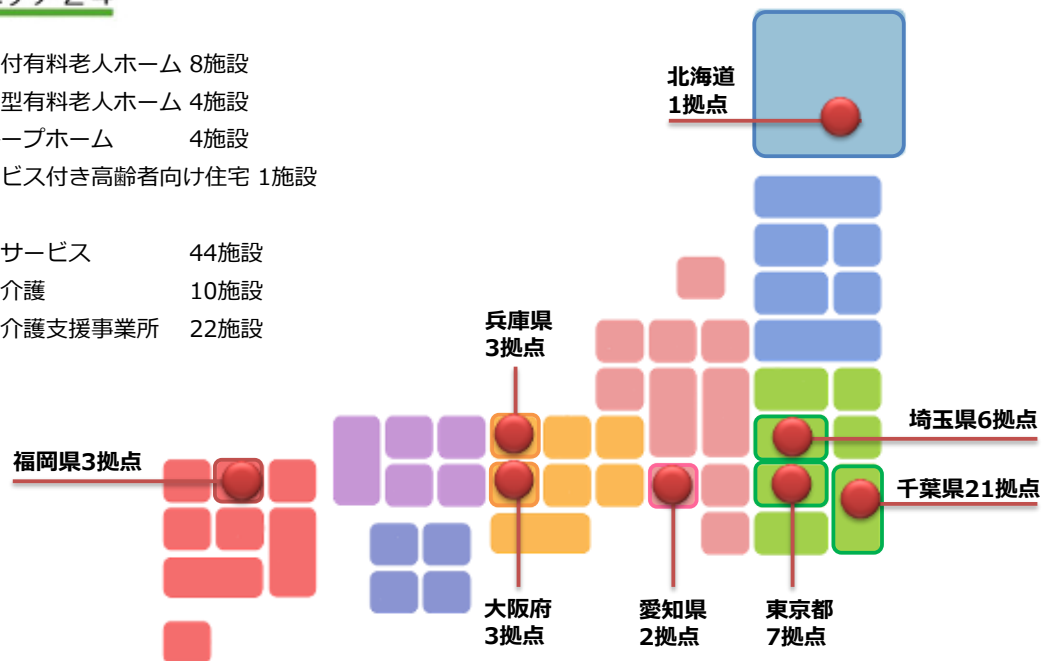 付有料老人ホーム 8施設
型有料老人ホーム 4施設
ープホーム 4施設
ビス付き高齢者向け住宅 1施設
サービス 44施設
介護 10施設
介護支援事業所 22施設
北海道
1拠点
兵庫県
3拠点
埼玉県6拠点
福岡県3拠点
千葉県21拠点
大阪府
3拠点
愛知県
2拠点
東京都
7拠点